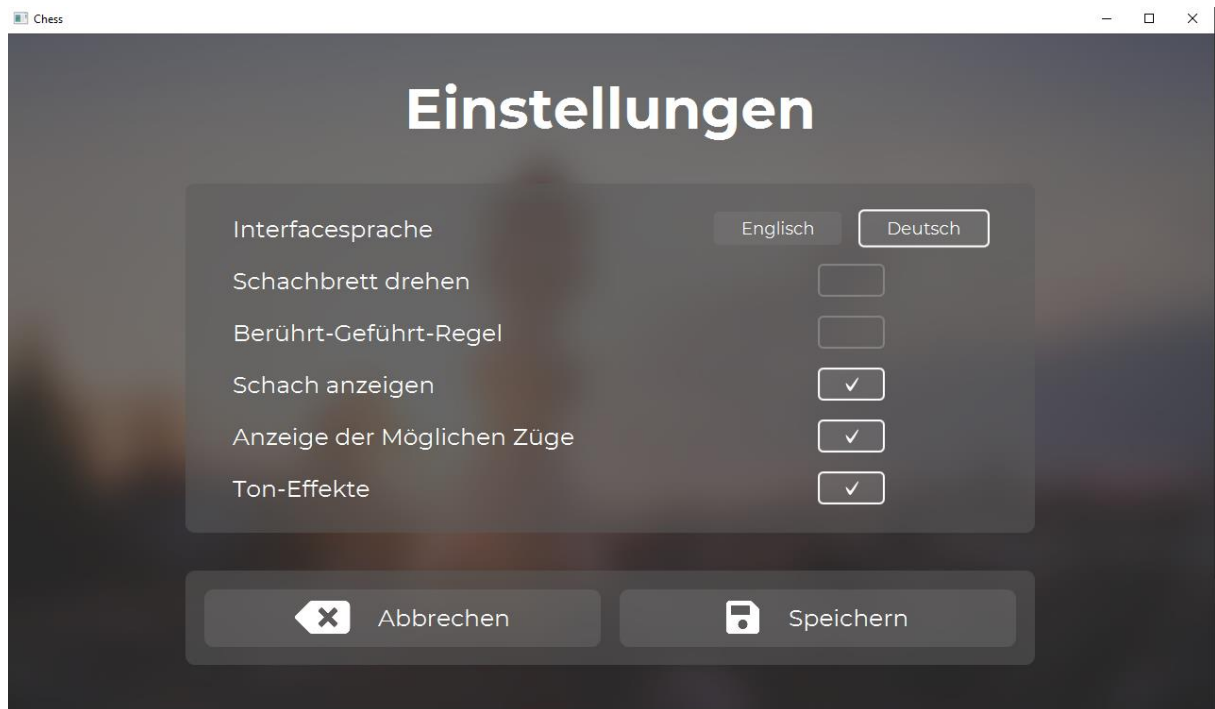 Chess
Einstellungen
Interfacesprache Englisch Deutsch
Schachbrett drehen
Berührt-Geführt-Regel
Schach anzeigen
Anzeige der Möglichen Züge
Ton-Effekte
Abbrechen Speichern